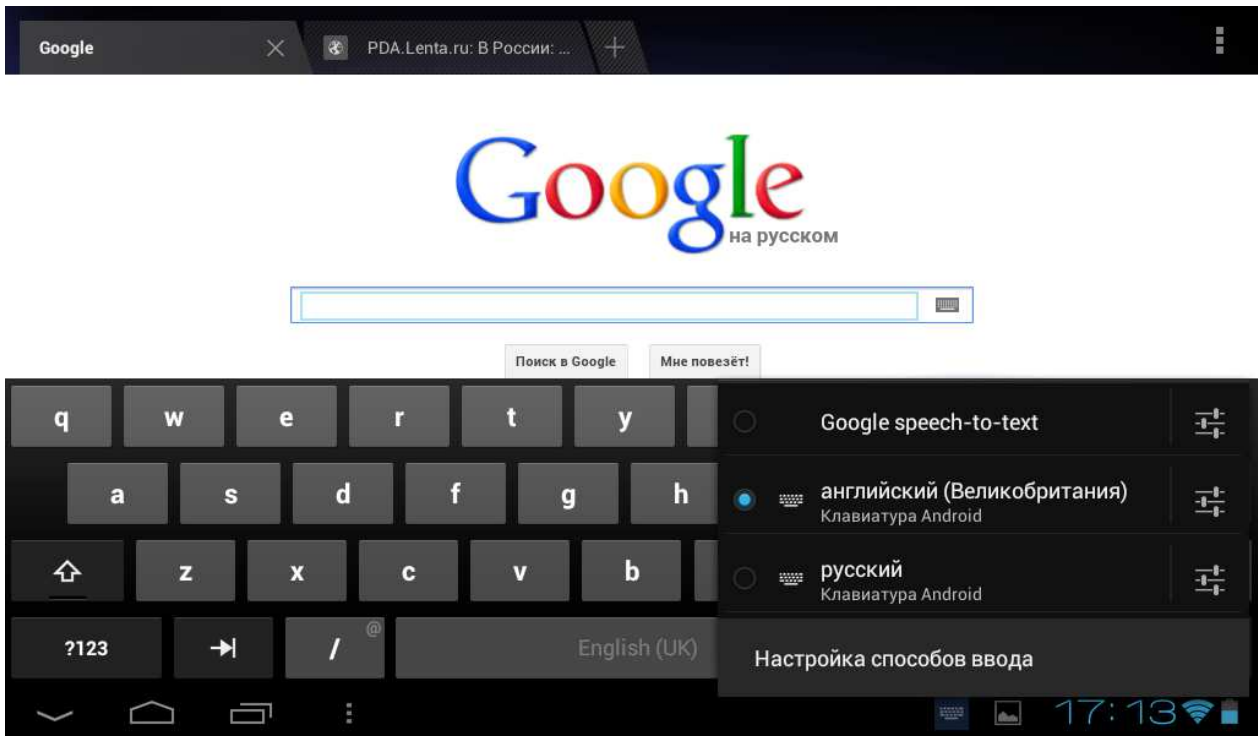 Google
PDA.Lenta.ru: В России: ...
Google
на русском
Поиск в Google
Мне повезёт!
q w e r t y
Google speech-to-text
a s d f g h
английский (Великобритания)
Клавиатура Android
z x c v b
русский
Клавиатура Android
?123 / @ English (UK)
Настройка способов ввода
17:13